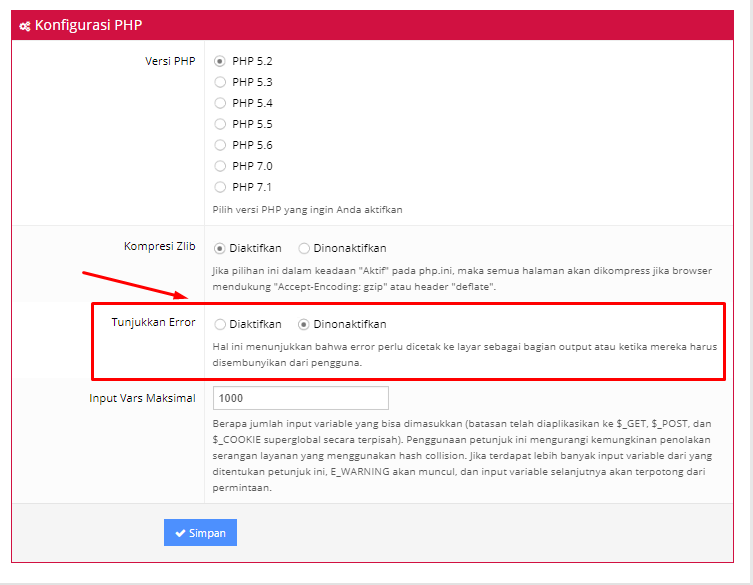 Konfigurasi PHP
Versi PHP
PHP 5.2
PHP 5.3
PHP 5.4
PHP 5.5
PHP 5.6
PHP 7.0
PHP 7.1
Pilih versi PHP yang ingin Anda aktifkan
Kompresi Zlib
Diaktifkan Dinonaktifkan
Jika pilihan ini dalam keadaan "Aktif" pada php.ini, maka semua halaman akan dikompress jika browser
mendukung "Accept-Encoding: gzip" atau header "deflate".
Tunjukkan Error
Diaktifkan Dinonaktifkan
Hal ini menunjukkan bahwa error perlu dicetak ke layar sebagai bagian output atau ketika mereka harus
disembunyikan dari pengguna.
Input Vars Maksimal
1000
Berapa jumlah input variable yang bisa dimasukkan (batasan telah diaplikasikan ke $_GET, $_POST, dan
$_COOKIE superglobal secara terpisah). Penggunaan petunjuk ini mengurangi kemungkinan penolakan
serangan layanan yang menggunakan hash collision. Jika terdapat lebih banyak input variable dari yang
ditentukan petunjuk ini, E_WARNING akan muncul, dan input variable selanjutnya akan terpotong dari
permintaan.
Simpan